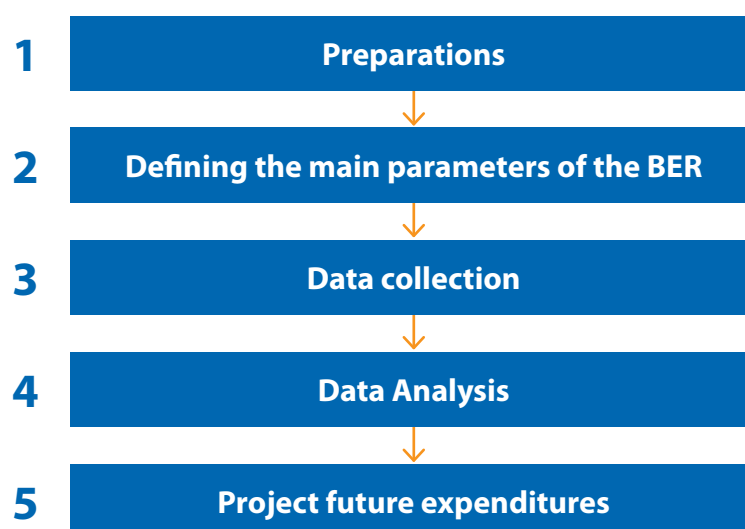 1 Preparations
2 Defining the main parameters of the BER
3 Data collection
4 Data Analysis
5 Project future expenditures